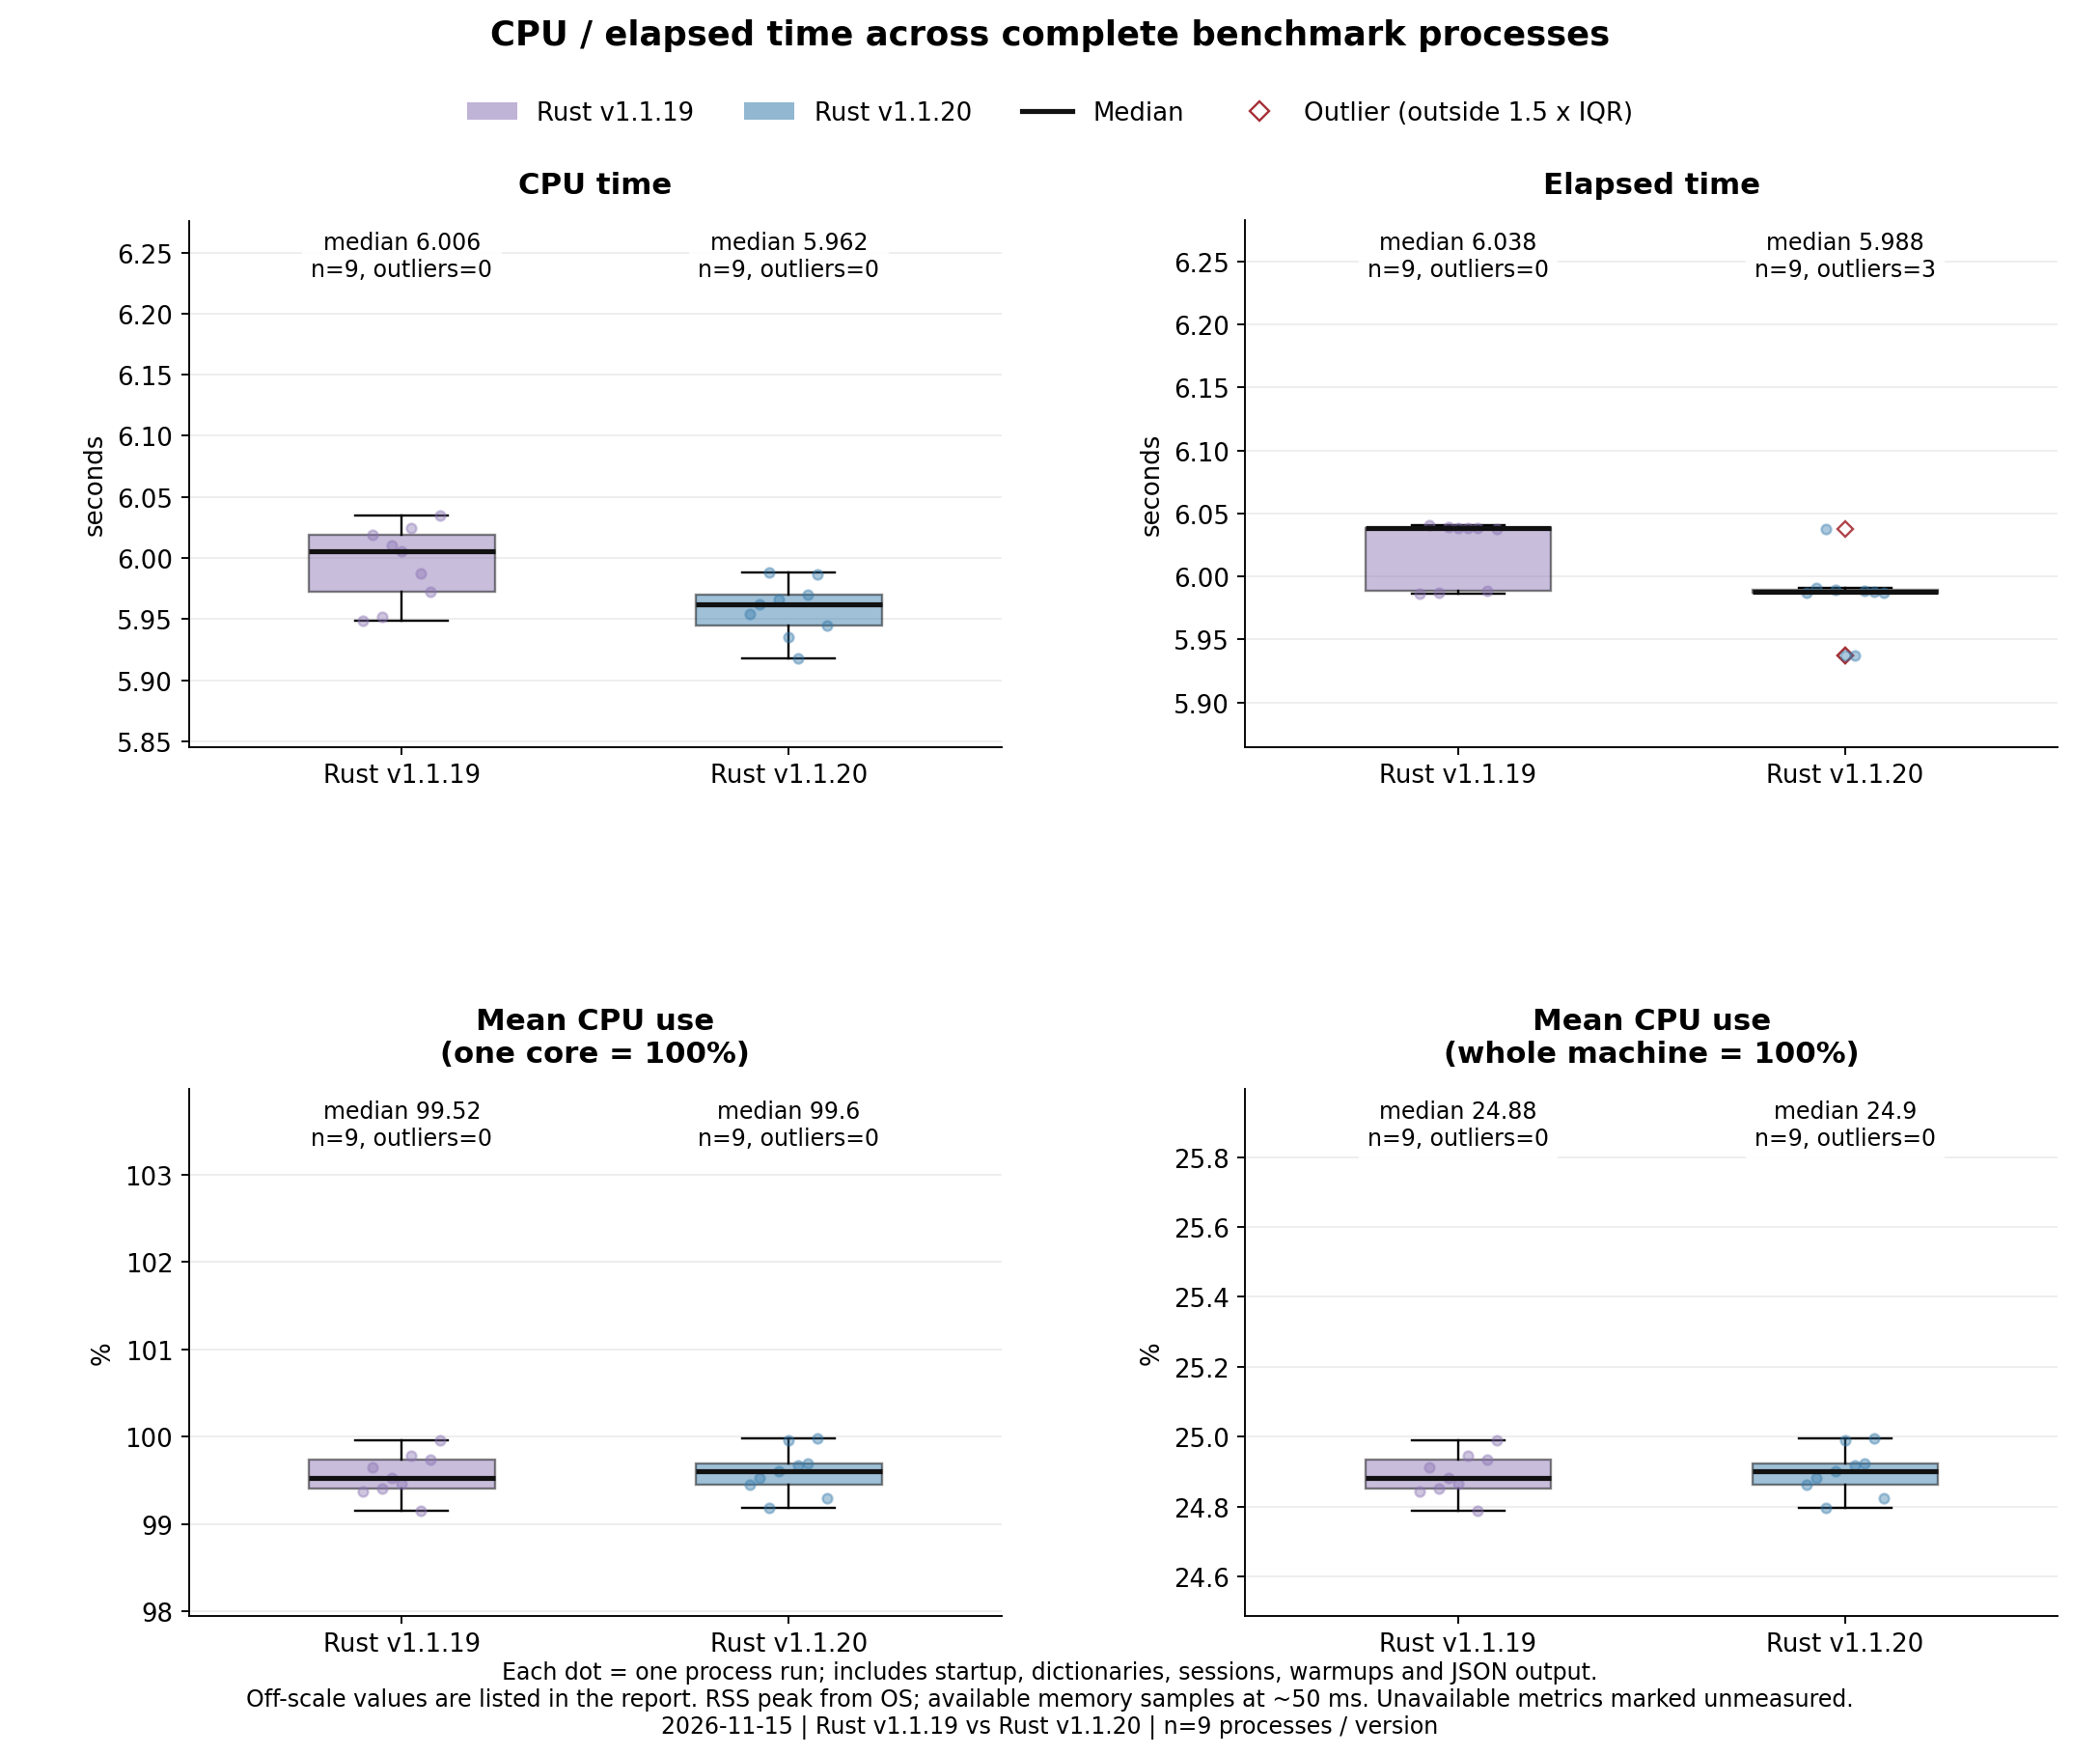 CPU / elapsed time across complete benchmark processes
Rust v1.1.19
Rust v1.1.20
Median
Outlier (outside 1.5 x IQR)
CPU time
median 6.006
n=9, outliers=0
median 5.962
n=9, outliers=0
seconds
6.25
6.20
6.15
6.10
6.05
6.00
5.95
5.90
5.85
Rust v1.1.19
Rust v1.1.20
Elapsed time
median 6.038
n=9, outliers=0
median 5.988
n=9, outliers=3
seconds
6.25
6.20
6.15
6.10
6.05
6.00
5.95
5.90
Rust v1.1.19
Rust v1.1.20
Mean CPU use
(one core = 100%)
median 99.52
n=9, outliers=0
median 99.6
n=9, outliers=0
%
103
102
101
100
99
98
Rust v1.1.19
Rust v1.1.20
Mean CPU use
(whole machine = 100%)
median 24.88
n=9, outliers=0
median 24.9
n=9, outliers=0
%
25.8
25.6
25.4
25.2
25.0
24.8
24.6
Rust v1.1.19
Rust v1.1.20
Each dot = one process run; includes startup, dictionaries, sessions, warmups and JSON output.
Off-scale values are listed in the report. RSS peak from OS; available memory samples at ~50 ms. Unavailable metrics marked unmeasured.
2026-11-15 | Rust v1.1.19 vs Rust v1.1.20 | n=9 processes / version